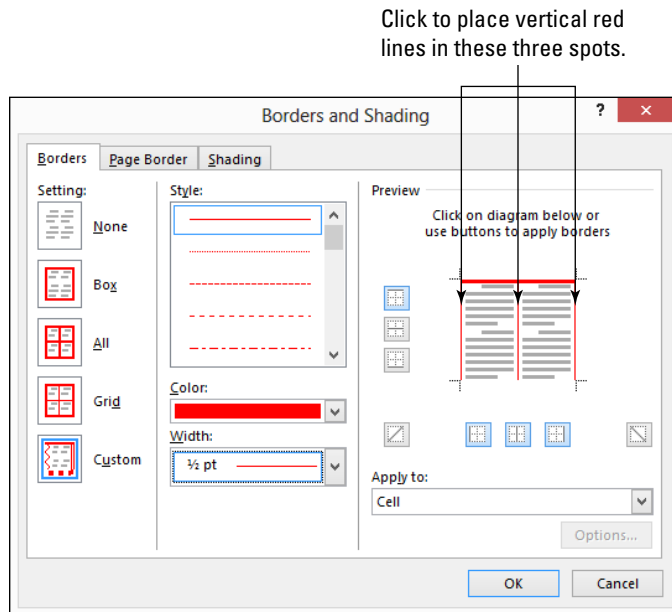 Click to place vertical red
lines in these three spots.
Borders and Shading
? ×
Borders Page Border Shading
Setting:
None
Box
All
Grid
Custom
Style:
Color:
Width:
½ pt
Preview
Click on diagram below or
use buttons to apply borders
Apply to:
Cell
Options...
OK Cancel